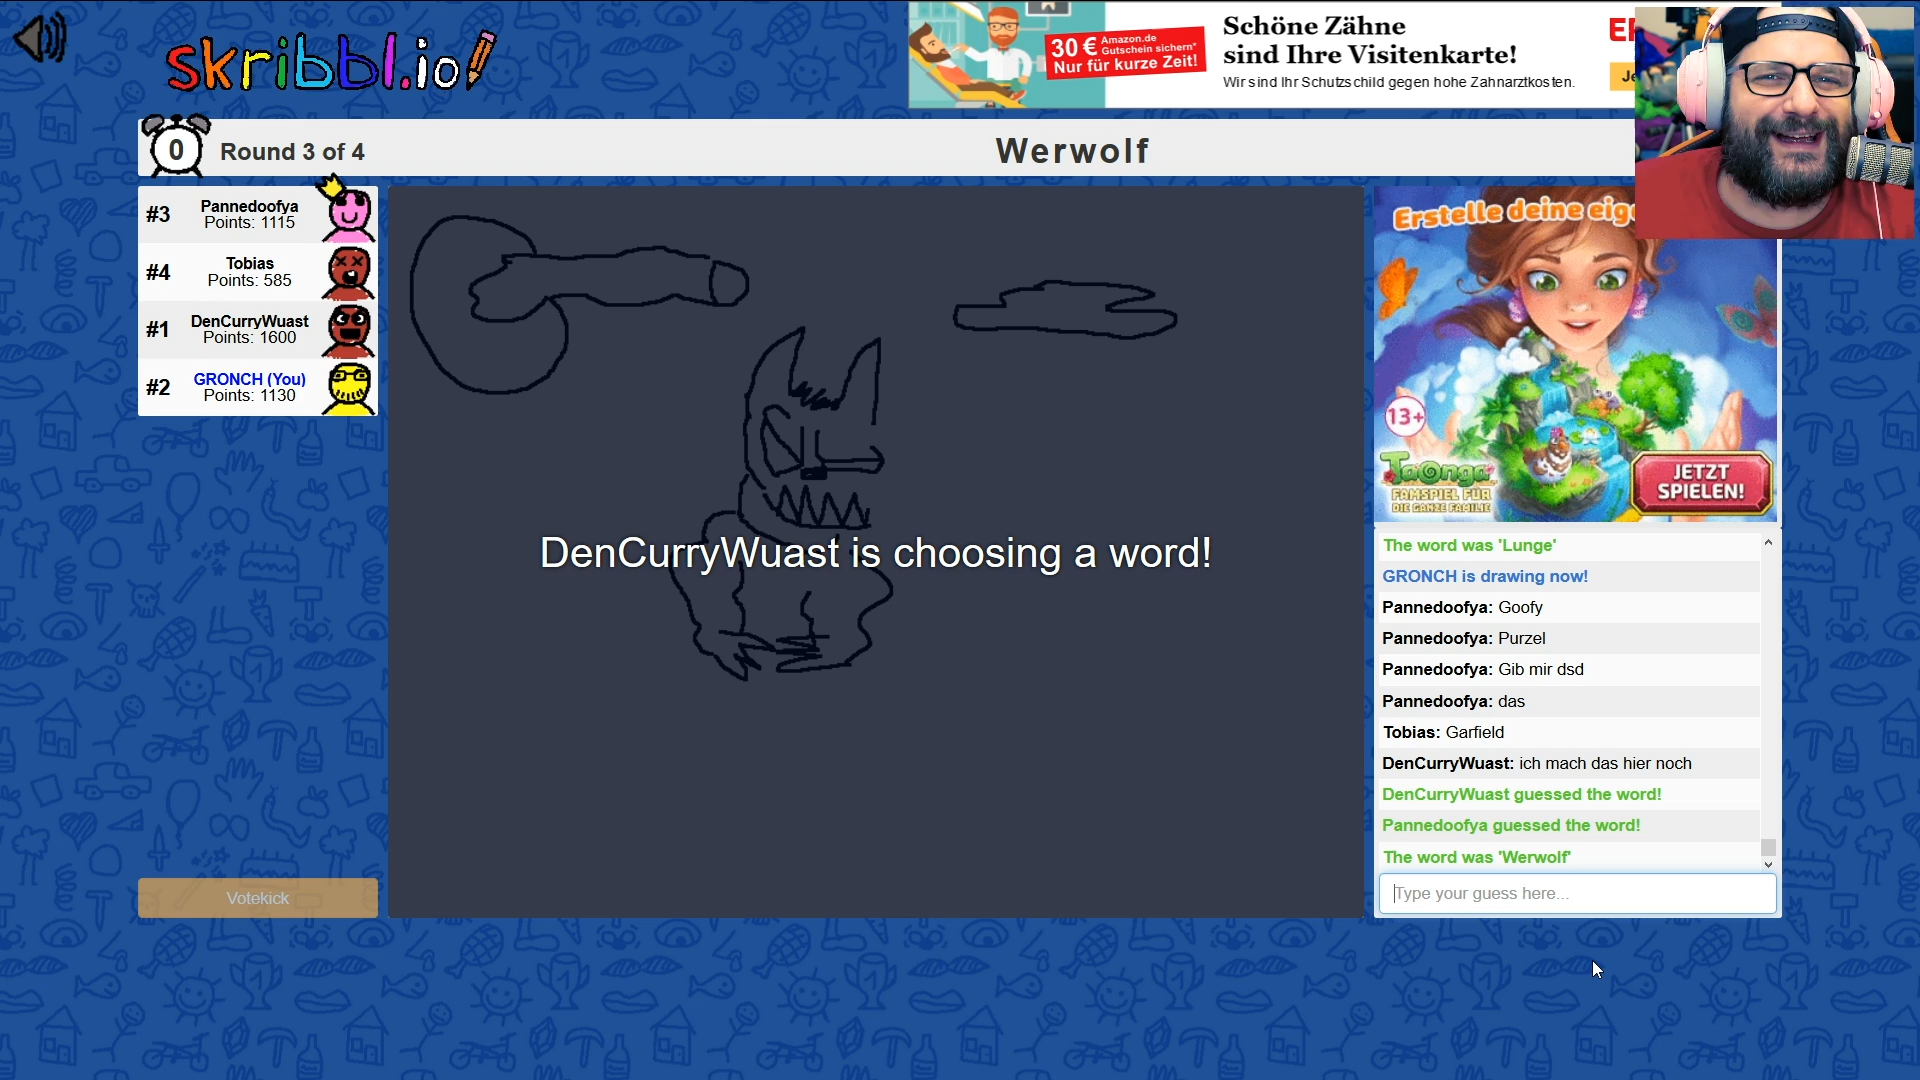 skribbl.io
30 € Amazon.de Gutschein sichern*
Nur für kurze Zeit!
Schöne Zähne
sind Ihre Visitenkarte!
Wir sind Ihr Schutzschild gegen hohe Zahnarztkosten.
0
Round 3 of 4
Werwolf
#3
Pannedoofya
Points: 1115
#4
Tobias
Points: 585
#1
DenCurryWuast
Points: 1600
#2
GRONCH (You)
Points: 1130
Votekick
DenCurryWuast is choosing a word!
Erstelle deine
13+
TaOnga
FAMSPIEL FÜR
DIE GANZE FAMILIE
JETZT
SPIELEN!
The word was 'Lunge'
GRONCH is drawing now!
Pannedoofya: Goofy
Pannedoofya: Purzel
Pannedoofya: Gib mir dsd
Pannedoofya: das
Tobias: Garfield
DenCurryWuast: ich mach das hier noch
DenCurryWuast guessed the word!
Pannedoofya guessed the word!
The word was 'Werwolf'
Type your guess here...